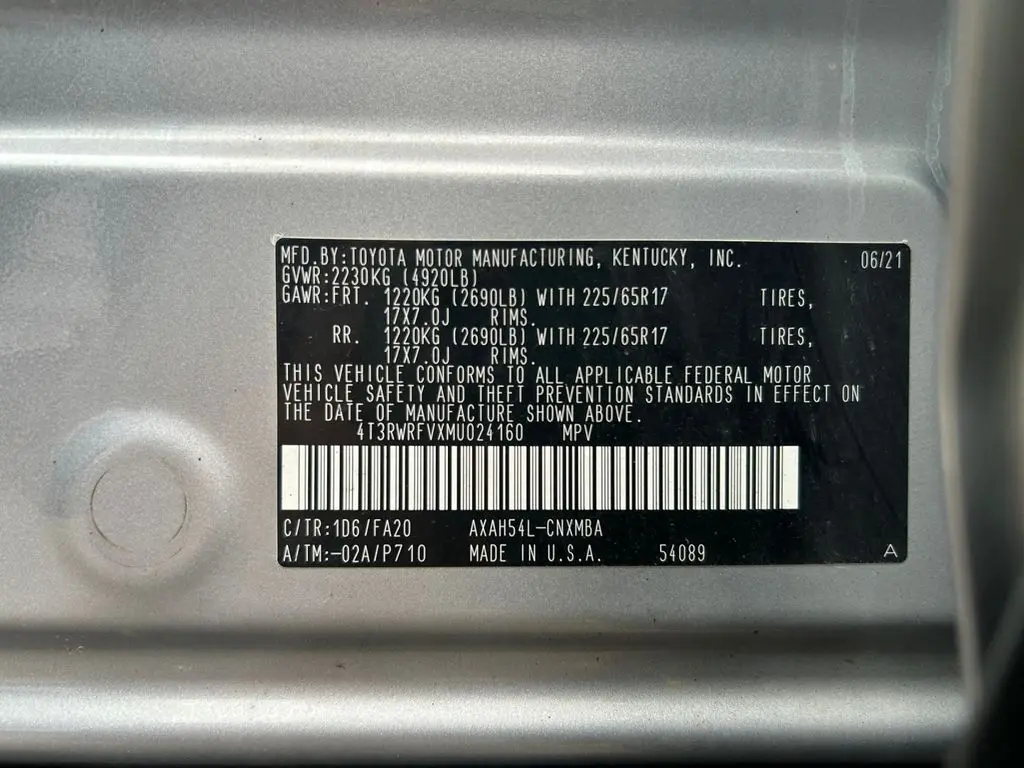 MFD.BY:TOYOTA MOTOR MANUFACTURING, KENTUCKY, INC. 06/21
GVWR:2230KG (4920LB)
GAWR:FRT. 1220KG (2690LB) WITH 225/65R17 TIRES,
17X7.0J RIMS.
RR. 1220KG (2690LB) WITH 225/65R17 TIRES,
17X7.0J RIMS.
THIS VEHICLE CONFORMS TO ALL APPLICABLE FEDERAL MOTOR
VEHICLE SAFETY AND THEFT PREVENTION STANDARDS IN EFFECT ON
THE DATE OF MANUFACTURE SHOWN ABOVE.
4T3RWRFVXMU024160 MPV
C/TR:1D6/FA20 AXAH54L-CNXMBA
A/TM:-02A/P710 MADE IN U.S.A. 54089 A